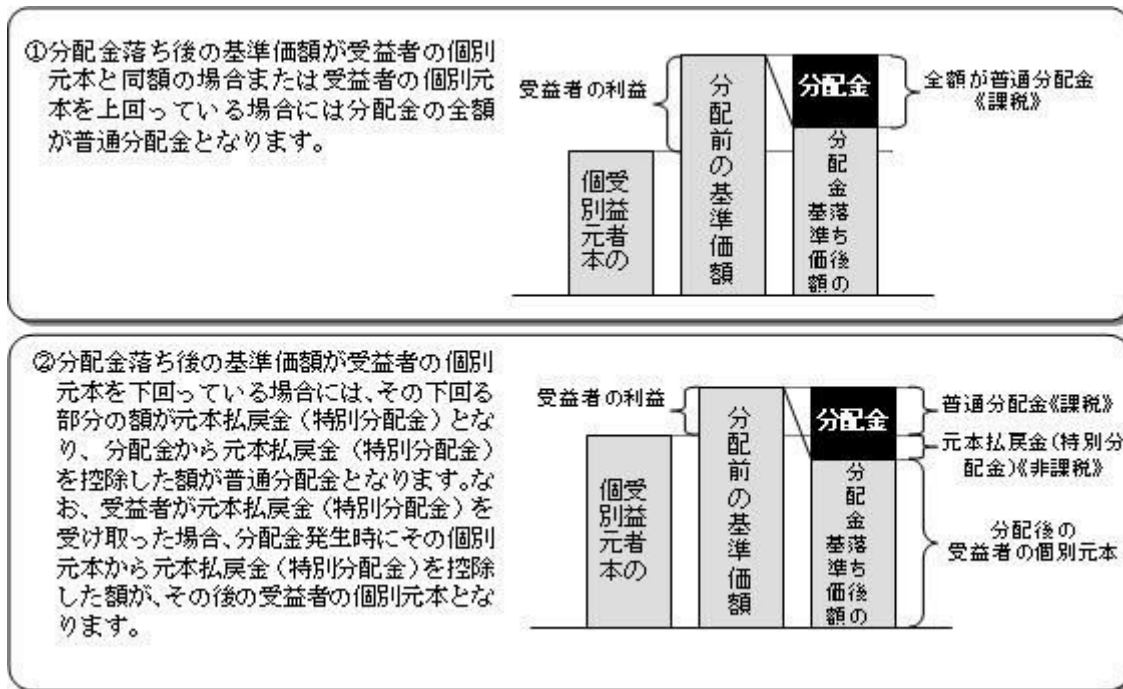 ①分配金落ち後の基準価額が受益者の個別
元本と同額の場合または受益者の個別元
本を上回っている場合には分配金の全額
が普通分配金となります。
受益者の利益
分配金
全額が普通分配金
《課税》
受益者の
個別元本
分配前の基準価額
分配金落ち後の
基準価額
②分配金落ち後の基準価額が受益者の個別
元本を下回っている場合には、その下回る
部分の額が元本払戻金（特別分配金）とな
り、分配金から元本払戻金（特別分配金）
を控除した額が普通分配金となります。な
お、受益者が元本払戻金（特別分配金）を
受け取った場合、分配金発生時にその個別
元本から元本払戻金（特別分配金）を控除
した額が、その後の受益者の個別元本とな
ります。
受益者の利益
分配金
普通分配金《課税》
元本払戻金(特別分
配金)《非課税》
受益者の
個別元本
分配前の基準価額
分配金落ち後の
基準価額
分配後の
受益者の個別元本